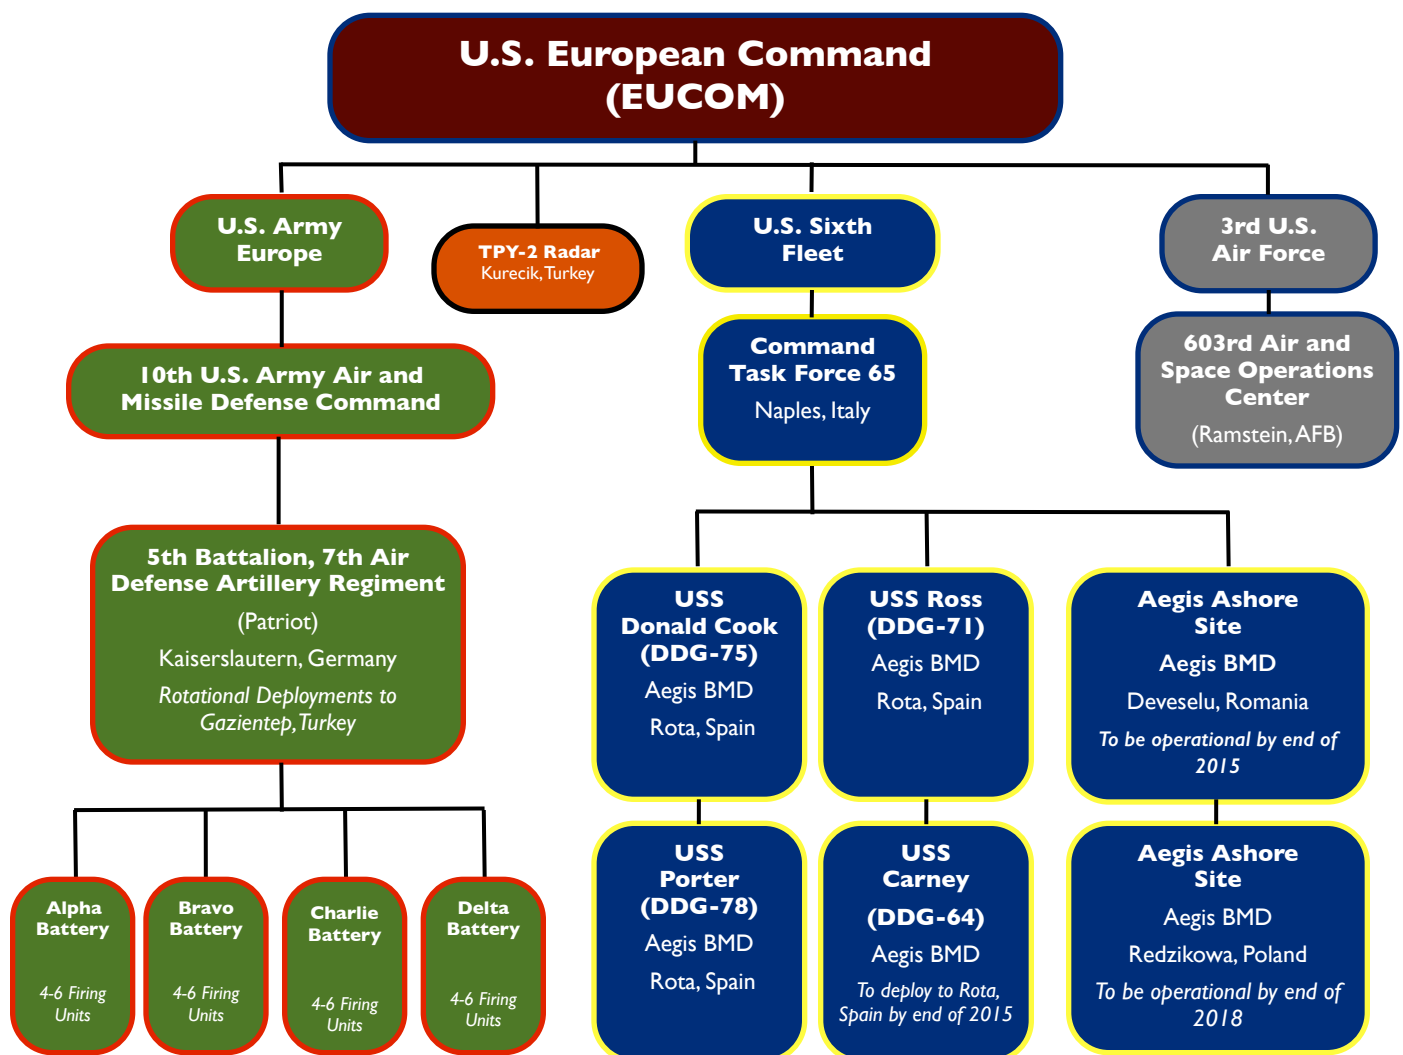 U.S. European Command
(EUCOM)
U.S. Army
Europe
TPY-2 Radar
Kurecik, Turkey
U.S. Sixth
Fleet
3rd U.S.
Air Force
10th U.S. Army Air and
Missile Defense Command
Command
Task Force 65
Naples, Italy
603rd Air and
Space Operations
Center
(Ramstein, AFB)
5th Battalion, 7th Air
Defense Artillery Regiment
(Patriot)
Kaiserslautern, Germany
Rotational Deployments to
Gazientep, Turkey
USS
Donald Cook
(DDG-75)
Aegis BMD
Rota, Spain
USS Ross
(DDG-71)
Aegis BMD
Rota, Spain
Aegis Ashore
Site
Aegis BMD
Deveselu, Romania
To be operational by end of
2015
Alpha
Battery
4-6 Firing
Units
Bravo
Battery
4-6 Firing
Units
Charlie
Battery
4-6 Firing
Units
Delta
Battery
4-6 Firing
Units
USS
Porter
(DDG-78)
Aegis BMD
Rota, Spain
USS
Carney
(DDG-64)
Aegis BMD
To deploy to Rota,
Spain by end of 2015
Aegis Ashore
Site
Aegis BMD
Redzikowa, Poland
To be operational by end of
2018